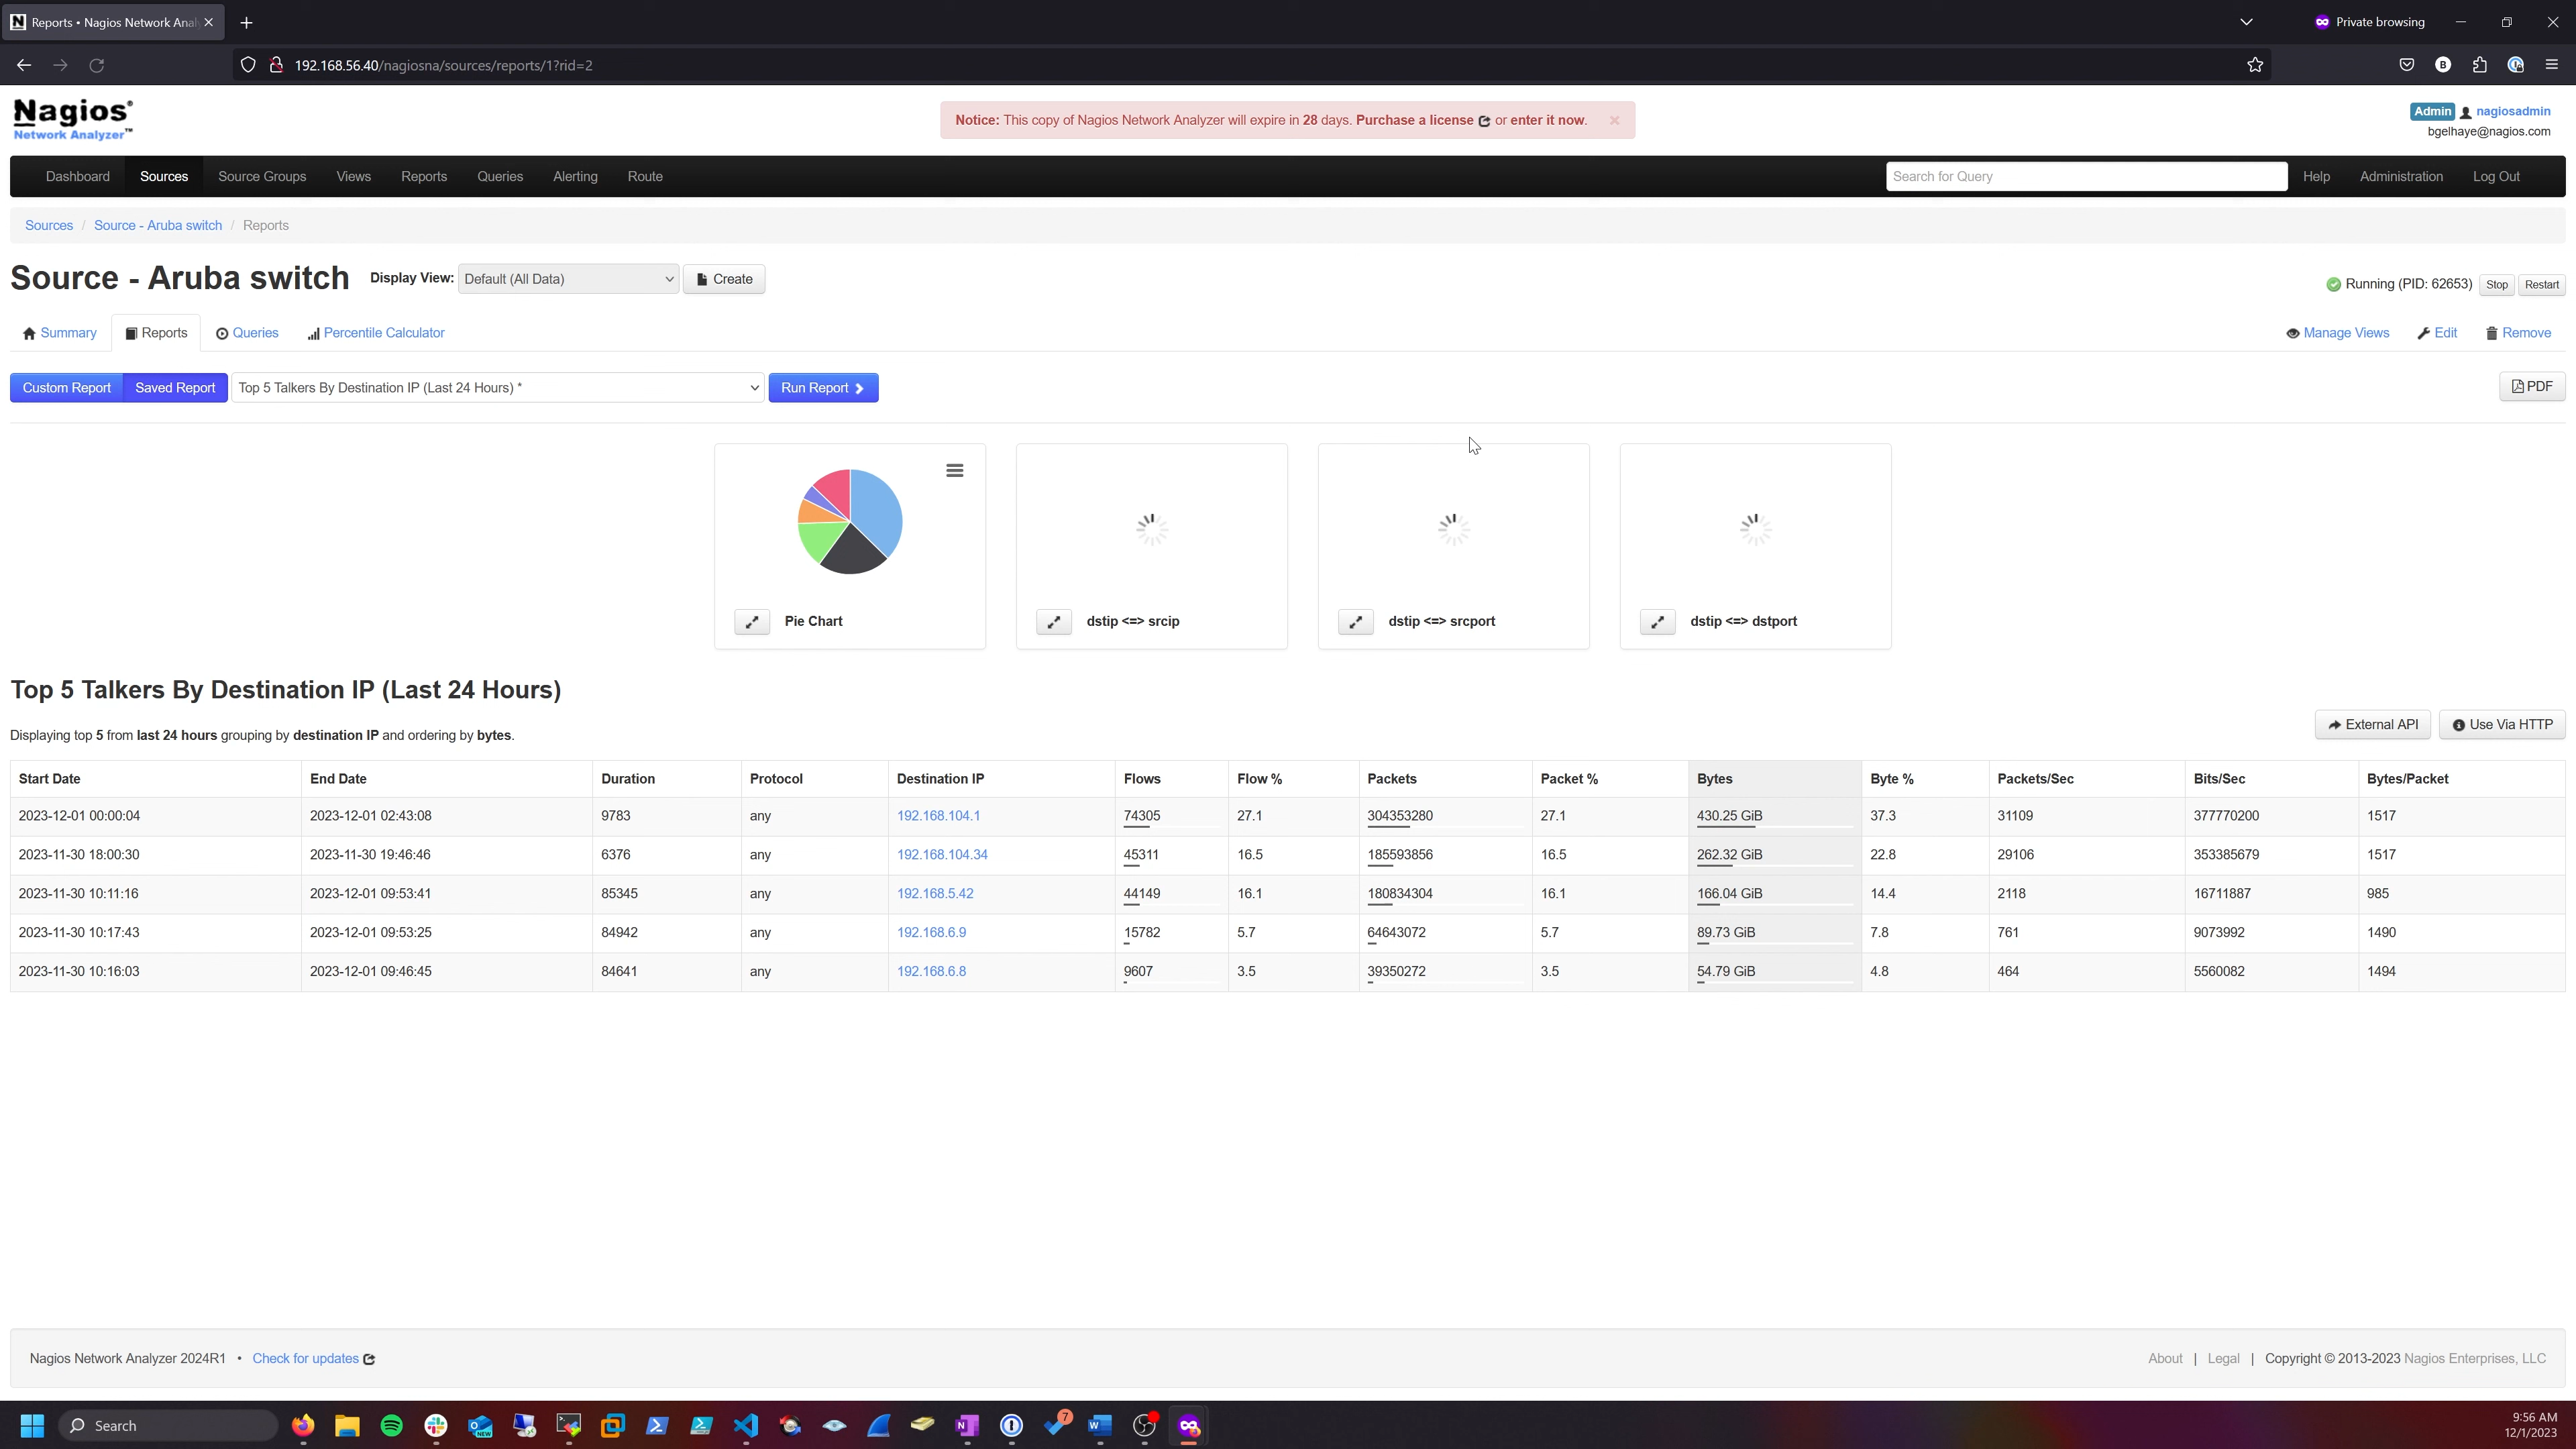 Reports • Nagios Network Anal
Private browsing
192.168.56.40/nagiosna/sources/reports/1?rid=2
Nagios®
Network Analyzer™
Notice: This copy of Nagios Network Analyzer will expire in 28 days. Purchase a license or enter it now. ×
Admin nagiosadmin
bgelhaye@nagios.com
Dashboard Sources Source Groups Views Reports Queries Alerting Route Search for Query Help Administration Log Out
Sources / Source - Aruba switch / Reports
Source - Aruba switch Display View: Default (All Data) Create
Running (PID: 62653) Stop Restart
Summary Reports Queries Percentile Calculator Manage Views Edit Remove
Custom Report Saved Report Top 5 Talkers By Destination IP (Last 24 Hours) * Run Report PDF
Pie Chart dstip <=> srcip dstip <=> srcport dstip <=> dstport
Top 5 Talkers By Destination IP (Last 24 Hours)
External API Use Via HTTP
Displaying top 5 from last 24 hours grouping by destination IP and ordering by bytes.
Start Date End Date Duration Protocol Destination IP Flows Flow % Packets Packet % Bytes Byte % Packets/Sec Bits/Sec Bytes/Packet
2023-12-01 00:00:04 2023-12-01 02:43:08 9783 any 192.168.104.1 74305 27.1 304353280 27.1 430.25 GiB 37.3 31109 377770200 1517
2023-11-30 18:00:30 2023-11-30 19:46:46 6376 any 192.168.104.34 45311 16.5 185593856 16.5 262.32 GiB 22.8 29106 353385679 1517
2023-11-30 10:11:16 2023-12-01 09:53:41 85345 any 192.168.5.42 44149 16.1 180834304 16.1 166.04 GiB 14.4 2118 16711887 985
2023-11-30 10:17:43 2023-12-01 09:53:25 84942 any 192.168.6.9 15782 5.7 64643072 5.7 89.73 GiB 7.8 761 9073992 1490
2023-11-30 10:16:03 2023-12-01 09:46:45 84641 any 192.168.6.8 9607 3.5 39350272 3.5 54.79 GiB 4.8 464 5560082 1494
Nagios Network Analyzer 2024R1 • Check for updates About | Legal | Copyright © 2013-2023 Nagios Enterprises, LLC
Search
7
9:56 AM
12/1/2023